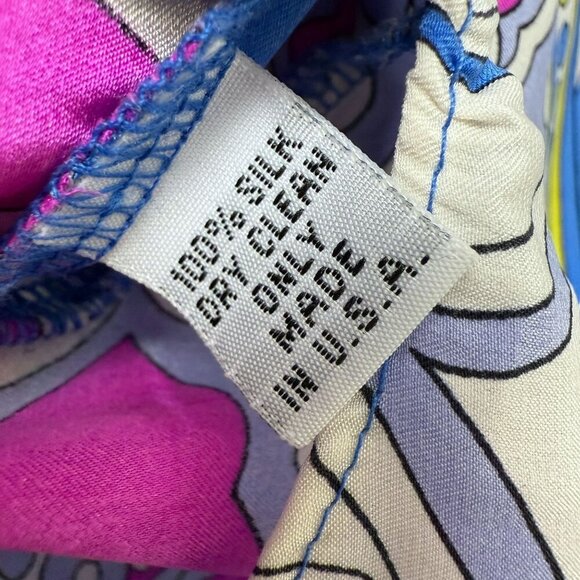 100% SILK
DRY CLEAN
ONLY
MADE
IN U.S.A.